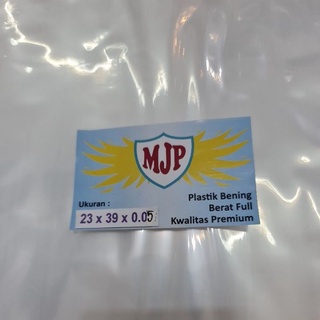 MJP
Plastik Bening
Berat Full
Kwalitas Premium
Ukuran :
23 x 39 x 0.05